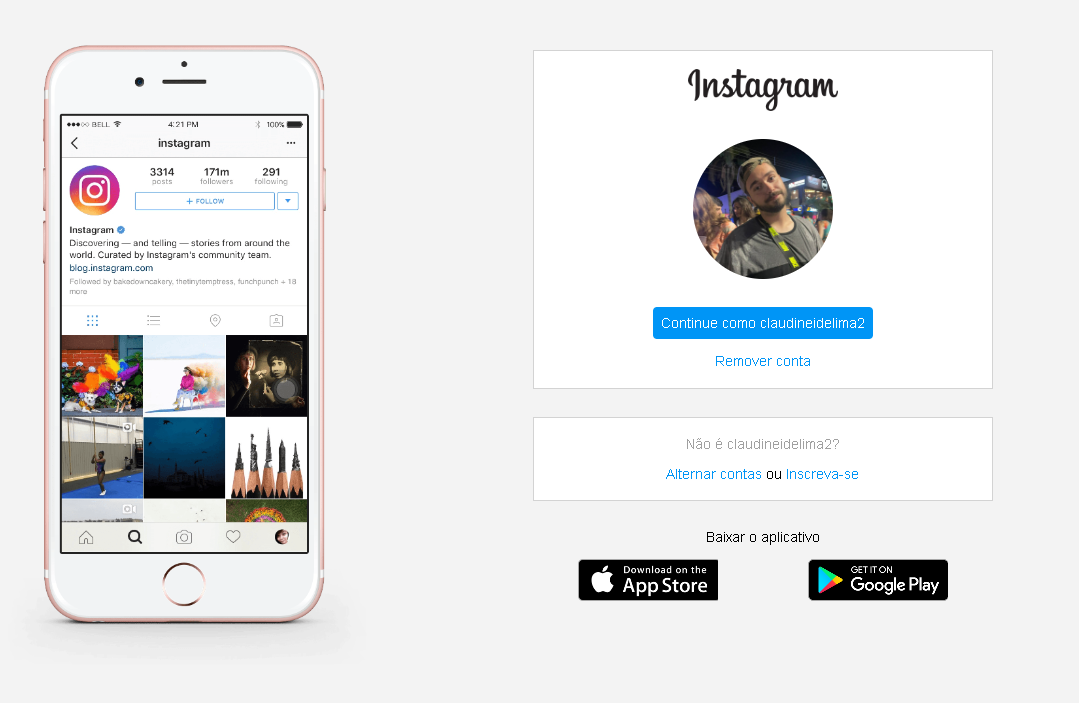 BELL
4:21 PM
100%
instagram
3314
171m
291
posts
followers
following
+ FOLLOW
Instagram
Discovering — and telling — stories from around the
world. Curated by Instagram's community team.
blog.instagram.com
Followed by bakedowncakery, thetinytemptress, funchpunch + 18
more
Instagram
Continue como claudineidelima2
Remover conta
Não é claudineidelima2?
Alternar contas ou Inscreva-se
Baixar o aplicativo
Download on the
App Store
GET IT ON
Google Play